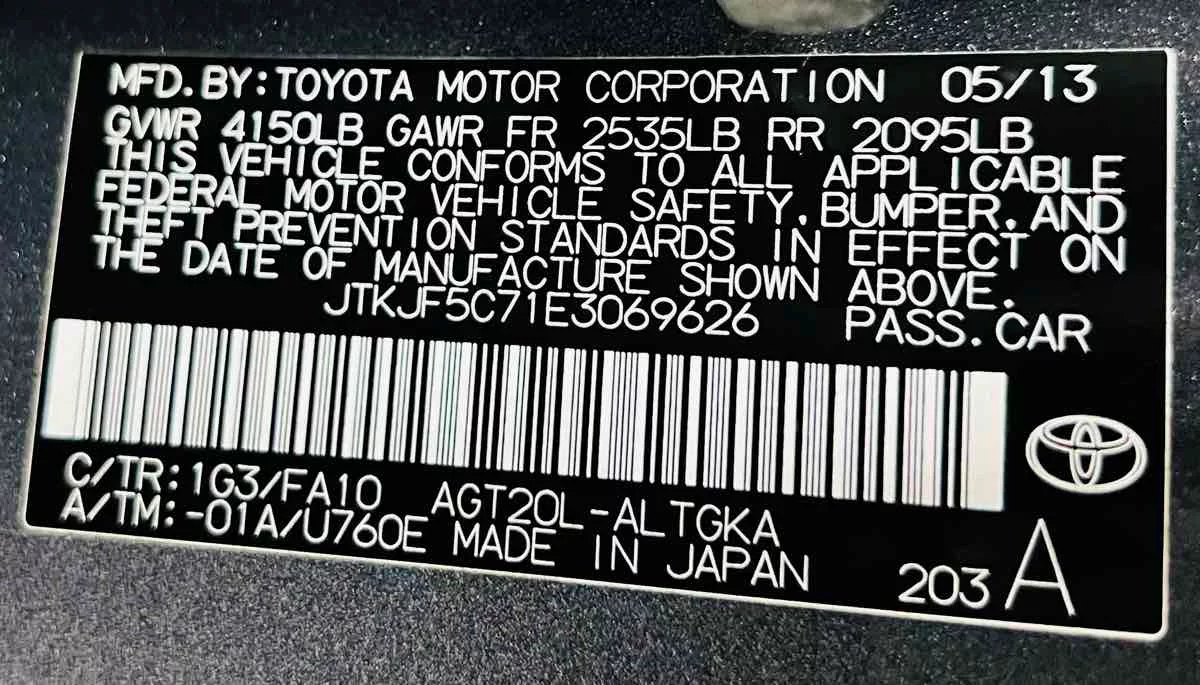 MFD.BY:TOYOTA MOTOR CORPORATION 05/13
GVWR 4150LB GAWR FR 2535LB RR 2095LB
THIS VEHICLE CONFORMS TO ALL APPLICABLE
FEDERAL MOTOR VEHICLE SAFETY,BUMPER,AND
THEFT PREVENTION STANDARDS IN EFFECT ON
THE DATE OF MANUFACTURE SHOWN ABOVE.
JTKJF5C71E3069626 PASS.CAR
C/TR:1G3/FA10 AGT20L-ALTGKA
A/TM:-01A/U760E MADE IN JAPAN 203 A